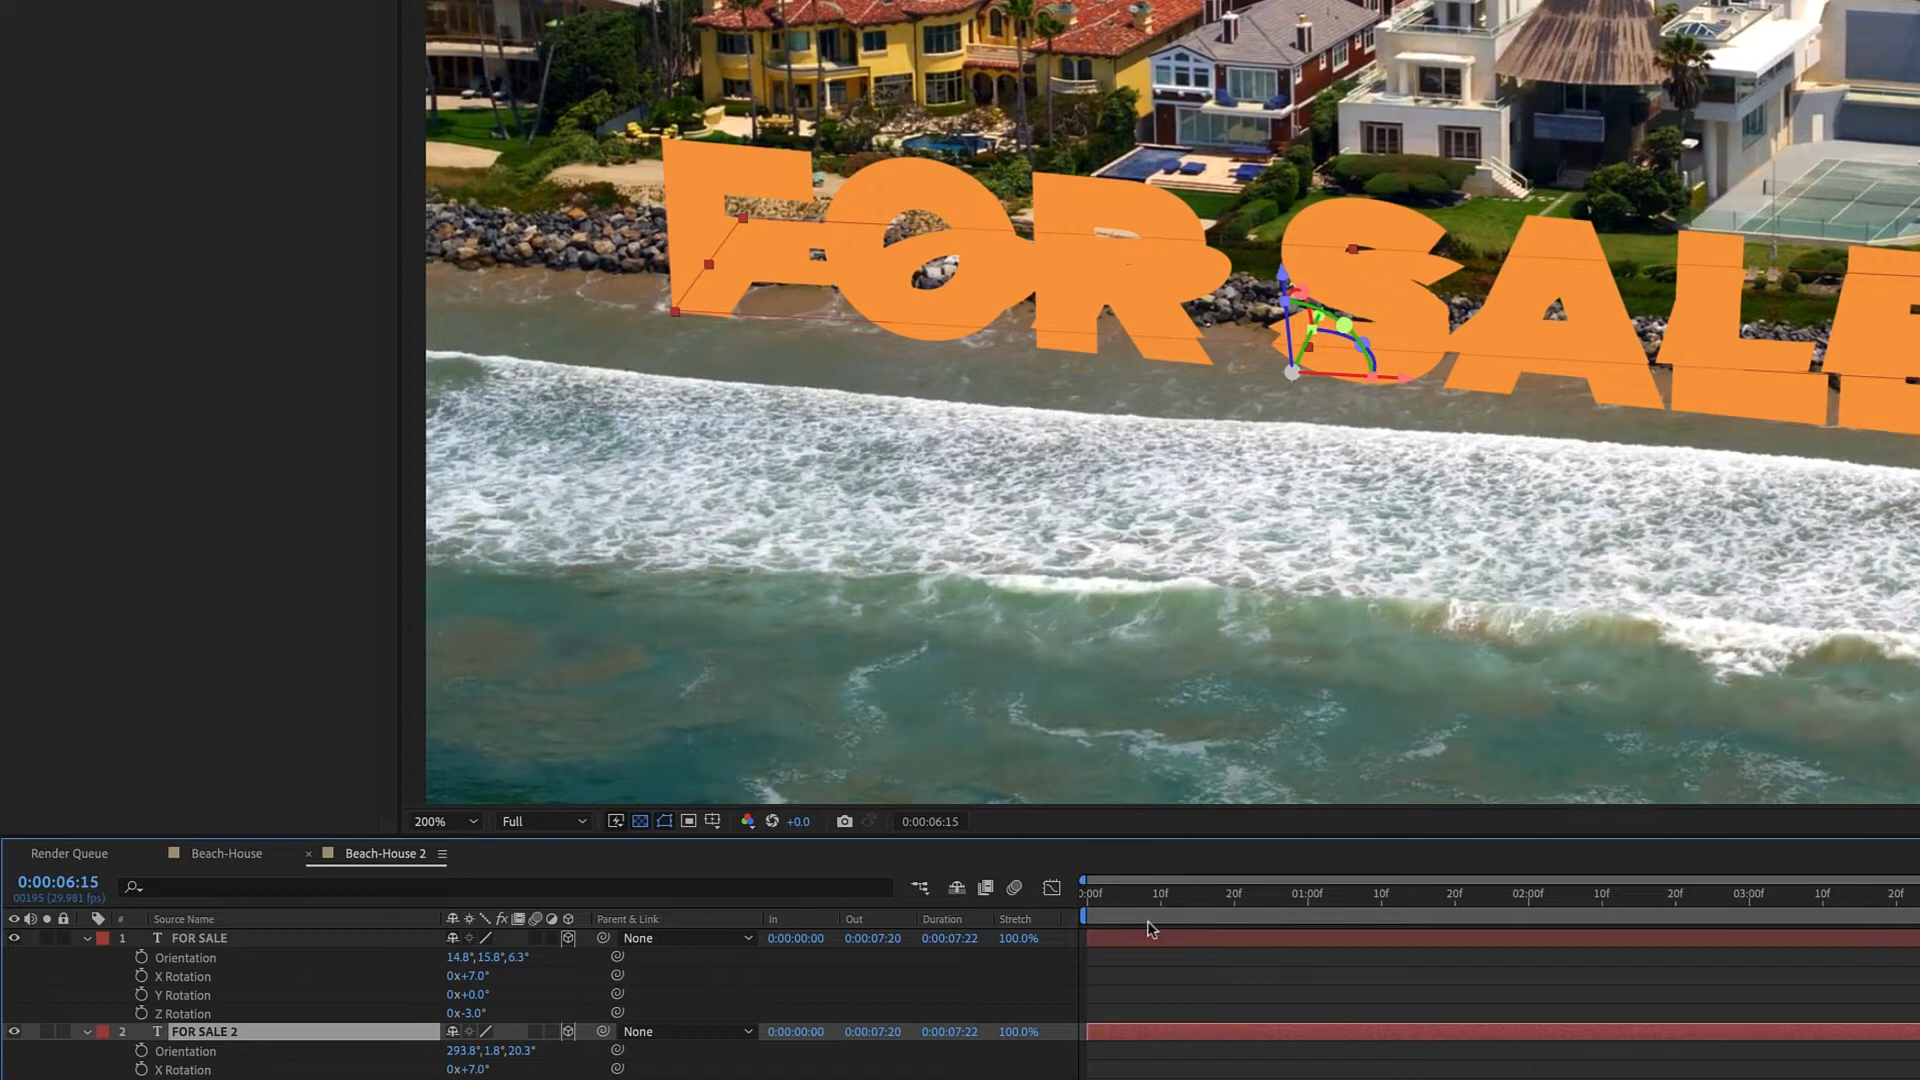 FOR SALE
200% Full +0.0 0:00:06:15
Render Queue Beach-House × Beach-House 2
0:00:06:15
00195 (29.981 fps)
0:00f 10f 20f 01:00f 10f 20f 02:00f 10f 20f 03:00f 10f 20f
# Source Name fx Parent & Link In Out Duration Stretch
1 T FOR SALE None 0:00:00:00 0:00:07:20 0:00:07:22 100.0%
Orientation 14.8°,15.8°,6.3°
X Rotation 0x+7.0°
Y Rotation 0x+0.0°
Z Rotation 0x-3.0°
2 T FOR SALE 2 None 0:00:00:00 0:00:07:20 0:00:07:22 100.0%
Orientation 293.8°,1.8°,20.3°
X Rotation 0x+7.0°